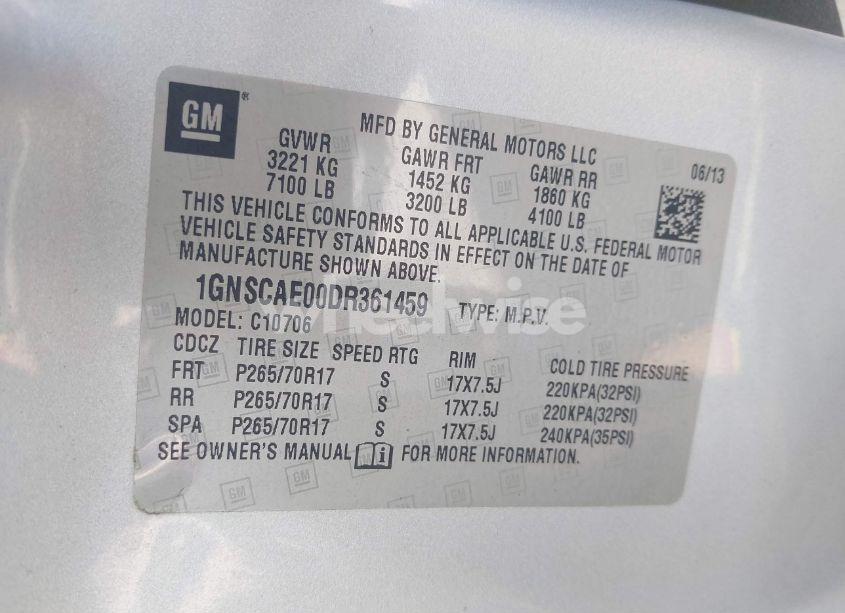 GM®
MFD BY GENERAL MOTORS LLC
GVWR GAWR FRT GAWR RR 06/13
3221 KG 1452 KG 1860 KG
7100 LB 3200 LB 4100 LB
THIS VEHICLE CONFORMS TO ALL APPLICABLE U.S. FEDERAL MOTOR
VEHICLE SAFETY STANDARDS IN EFFECT ON THE DATE OF
MANUFACTURE SHOWN ABOVE.
1GNSCAE00DR361459 TYPE: M.P.V.
MODEL: C10706
CDCZ TIRE SIZE SPEED RTG RIM COLD TIRE PRESSURE
FRT P265/70R17 S 17X7.5J 220KPA(32PSI)
RR P265/70R17 S 17X7.5J 220KPA(32PSI)
SPA P265/70R17 S 17X7.5J 240KPA(35PSI)
SEE OWNER'S MANUAL i FOR MORE INFORMATION.